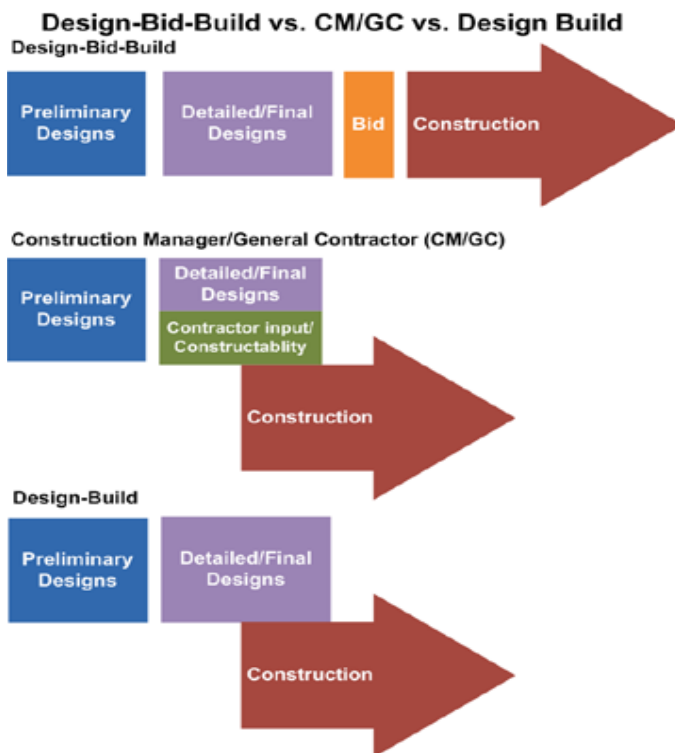 Design-Bid-Build vs. CM/GC vs. Design Build
Design-Bid-Build
Preliminary
Designs
Detailed/Final
Designs
Bid
Construction
Construction Manager/General Contractor (CM/GC)
Preliminary
Designs
Detailed/Final
Designs
Contractor input/
Constructablity
Construction
Design-Build
Preliminary
Designs
Detailed/Final
Designs
Construction